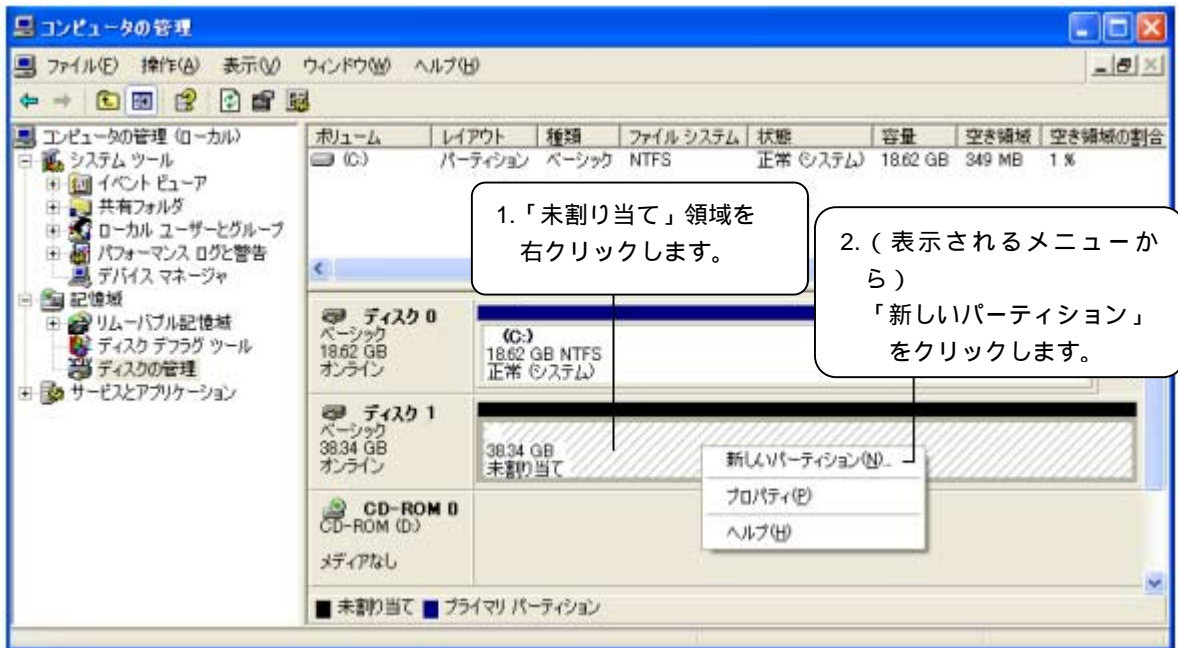 コンピュータの管理
ファイル(F) 操作(A) 表示(V) ウィンドウ(W) ヘルプ(H)
コンピュータの管理 (ローカル)
システム ツール
イベント ビューア
共有フォルダ
ローカル ユーザーとグループ
パフォーマンス ログと警告
デバイス マネージャ
記憶域
リムーバブル記憶域
ディスク デフラグ ツール
ディスクの管理
サービスとアプリケーション
ボリューム レイアウト 種類 ファイル システム 状態 容量 空き領域 空き領域の割合
(C:) パーティション ベーシック NTFS 正常 (システム) 18.62 GB 349 MB 1 %
1.「未割り当て」領域を
右クリックします。
2.(表示されるメニューか
ら)
「新しいパーティション」
をクリックします。
ディスク 0
ベーシック
18.62 GB
オンライン
(C:)
18.62 GB NTFS
正常 (システム)
ディスク 1
ベーシック
38.34 GB
オンライン
38.34 GB
未割り当て
新しいパーティション(N)...
プロパティ(P)
ヘルプ(H)
CD-ROM 0
CD-ROM (D:)
メディアなし
未割り当て プライマリ パーティション